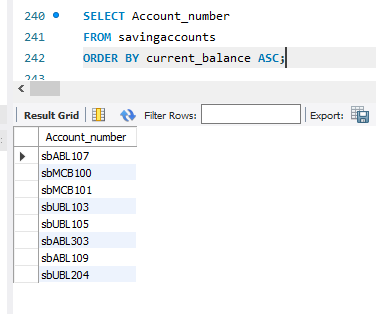 240 SELECT Account_number
241 FROM savingaccounts
242 ORDER BY current_balance ASC;
243
Result Grid Filter Rows: Export:
Account_number
sbABL107
sbMCB100
sbMCB101
sbUBL103
sbUBL105
sbABL303
sbABL109
sbUBL204